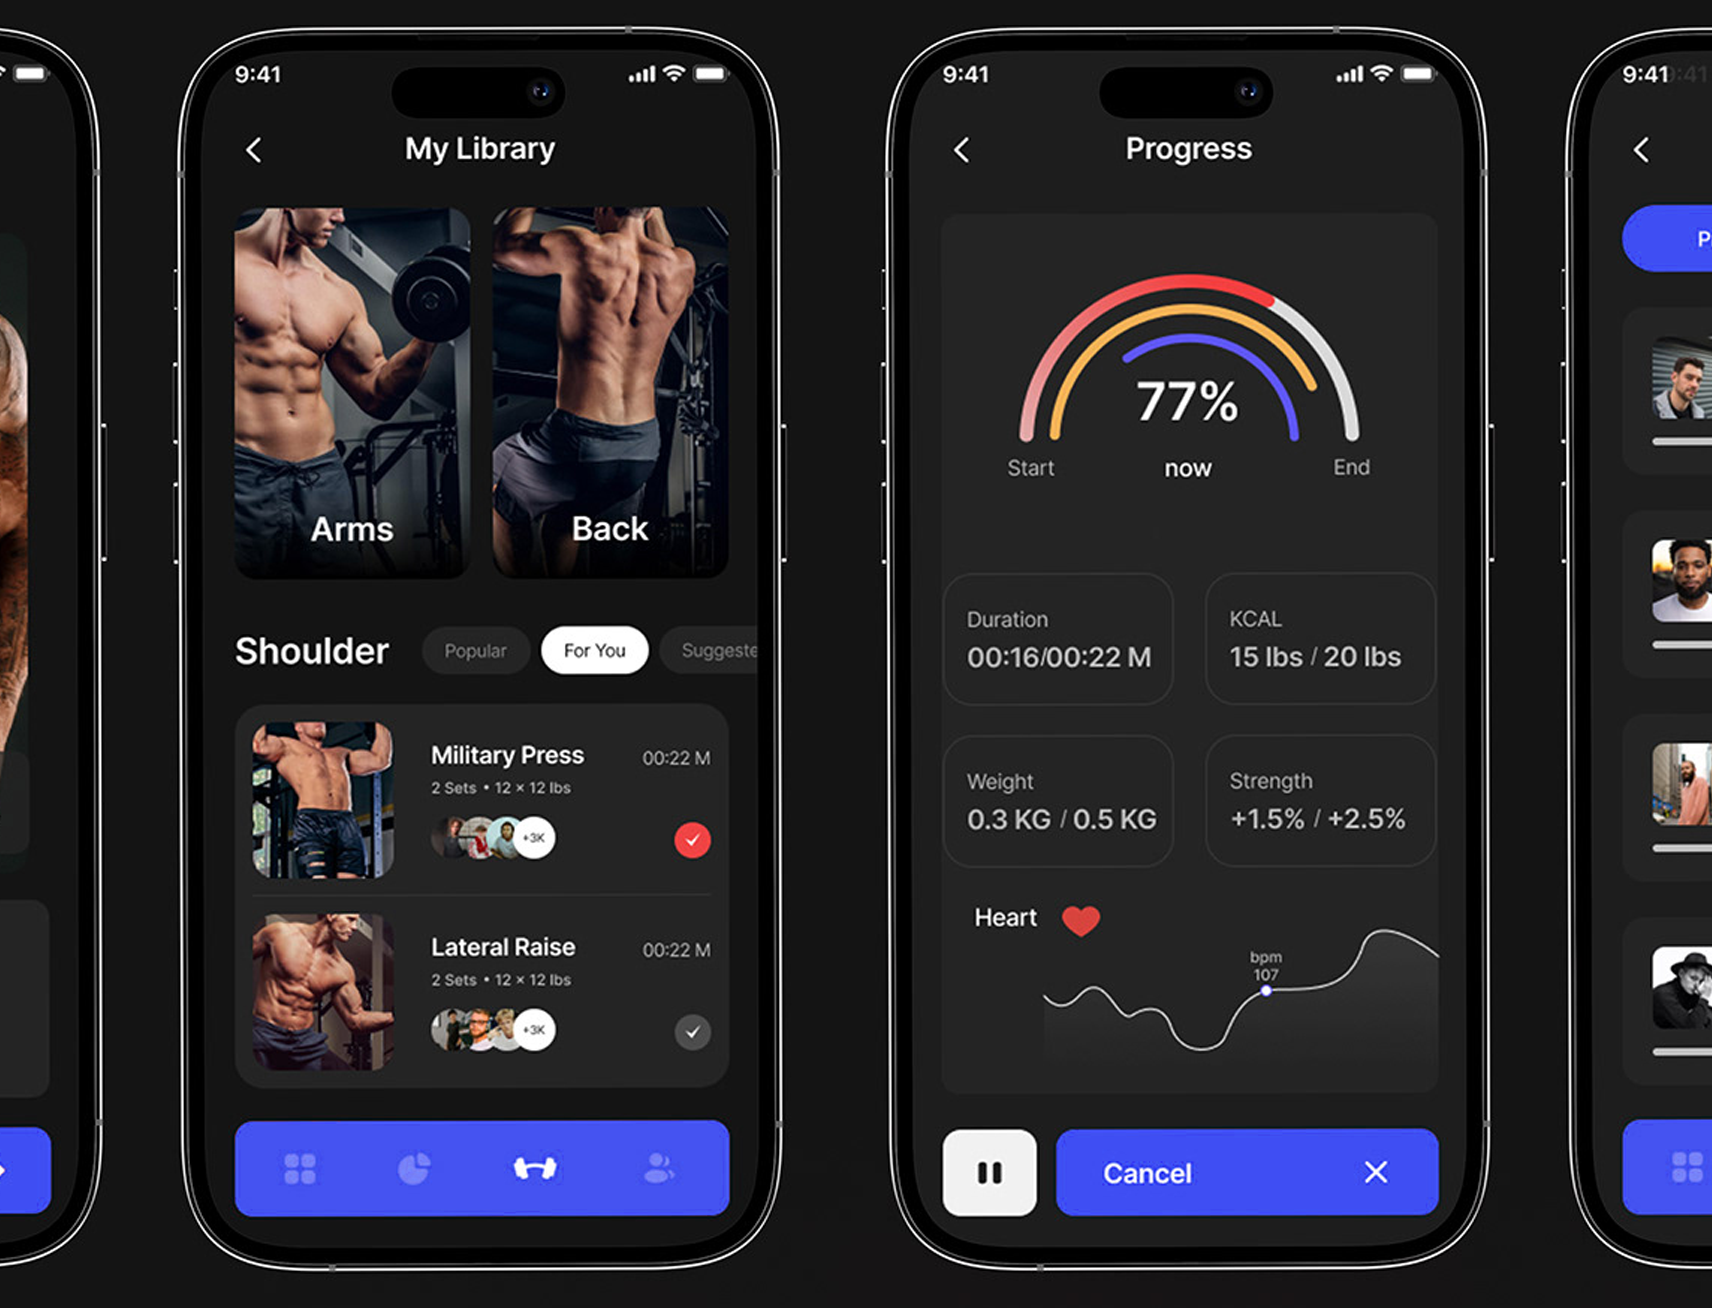 9:41
My Library
Arms
Back
Shoulder
Popular
For You
Suggeste
Military Press
00:22 M
2 Sets • 12 × 12 lbs
+3K
Lateral Raise
00:22 M
2 Sets • 12 × 12 lbs
+3K
9:41
Progress
77%
Start
now
End
Duration
00:16/00:22 M
KCAL
15 lbs / 20 lbs
Weight
0.3 KG / 0.5 KG
Strength
+1.5% / +2.5%
Heart
bpm
107
Cancel
9:41
P